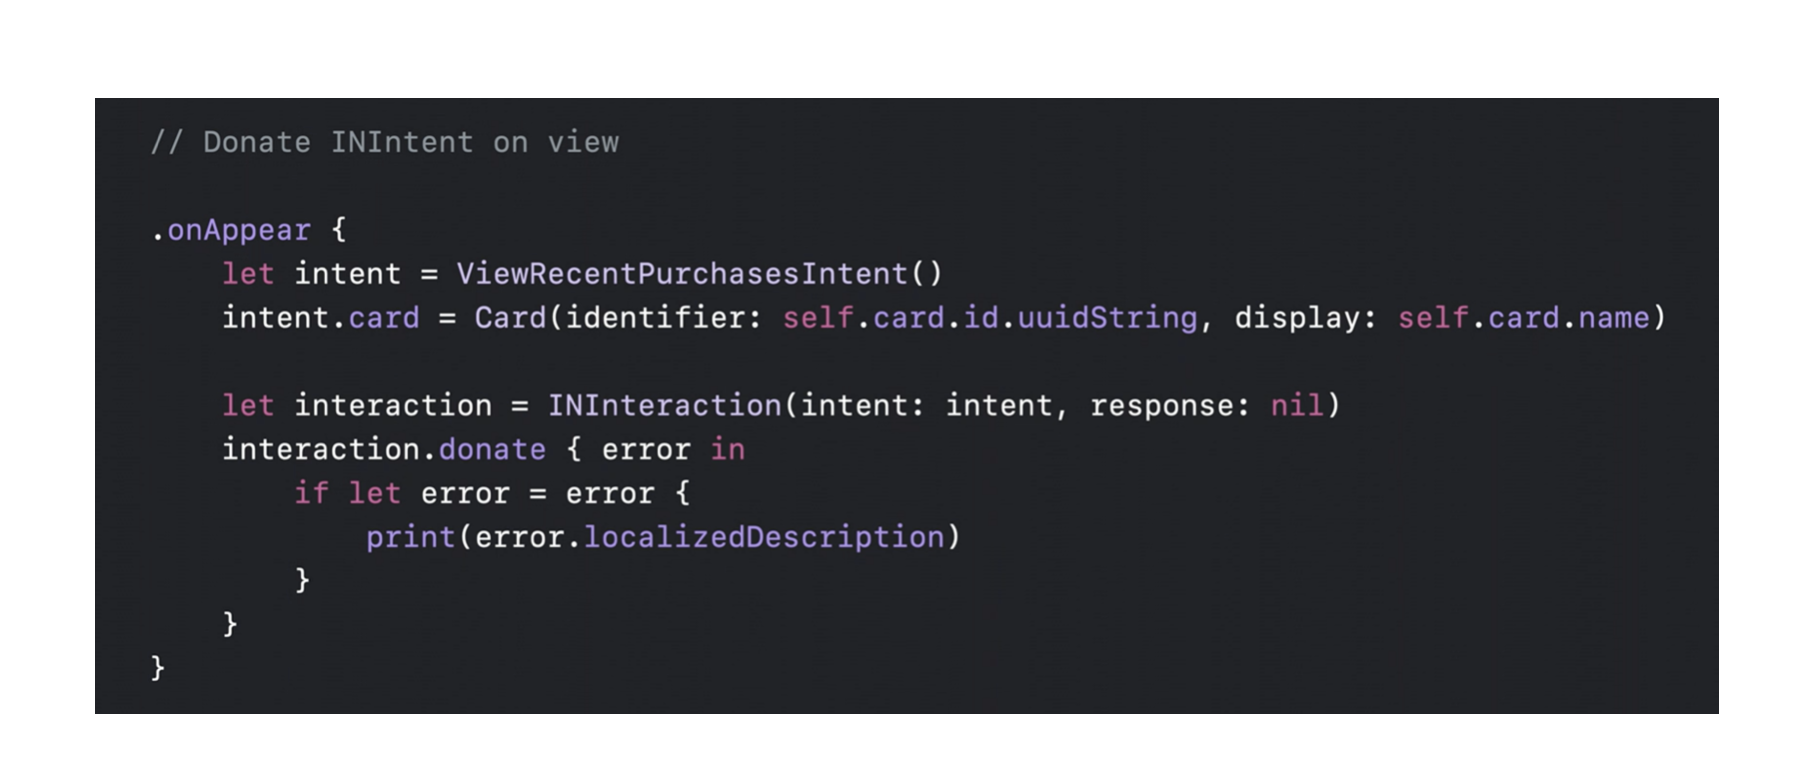 // Donate INIntent on view
.onAppear {
    let intent = ViewRecentPurchasesIntent()
    intent.card = Card(identifier: self.card.id.uuidString, display: self.card.name)
    let interaction = INInteraction(intent: intent, response: nil)
    interaction.donate { error in
        if let error = error {
            print(error.localizedDescription)
        }
    }
}